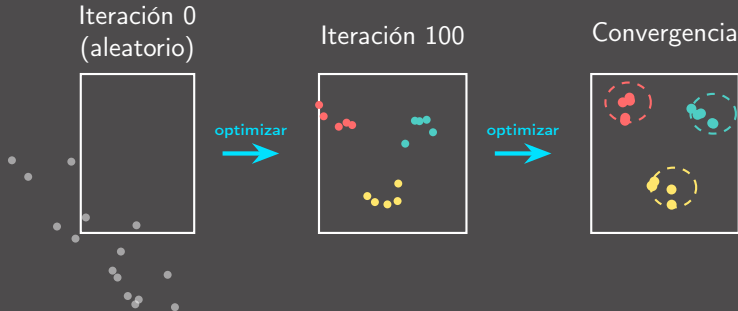 Iteración 0
(aleatorio)
optimizar
Iteración 100
optimizar
Convergencia